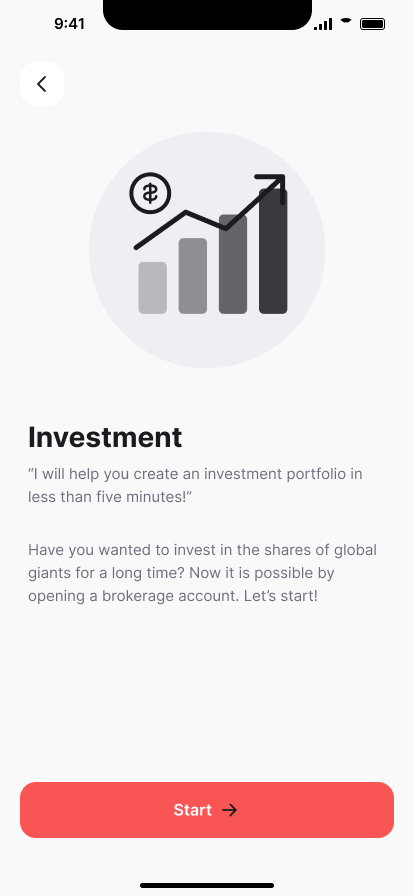 9:41
Investment
“I will help you create an investment portfolio in
less than five minutes!”
Have you wanted to invest in the shares of global
giants for a long time? Now it is possible by
opening a brokerage account. Let’s start!
Start